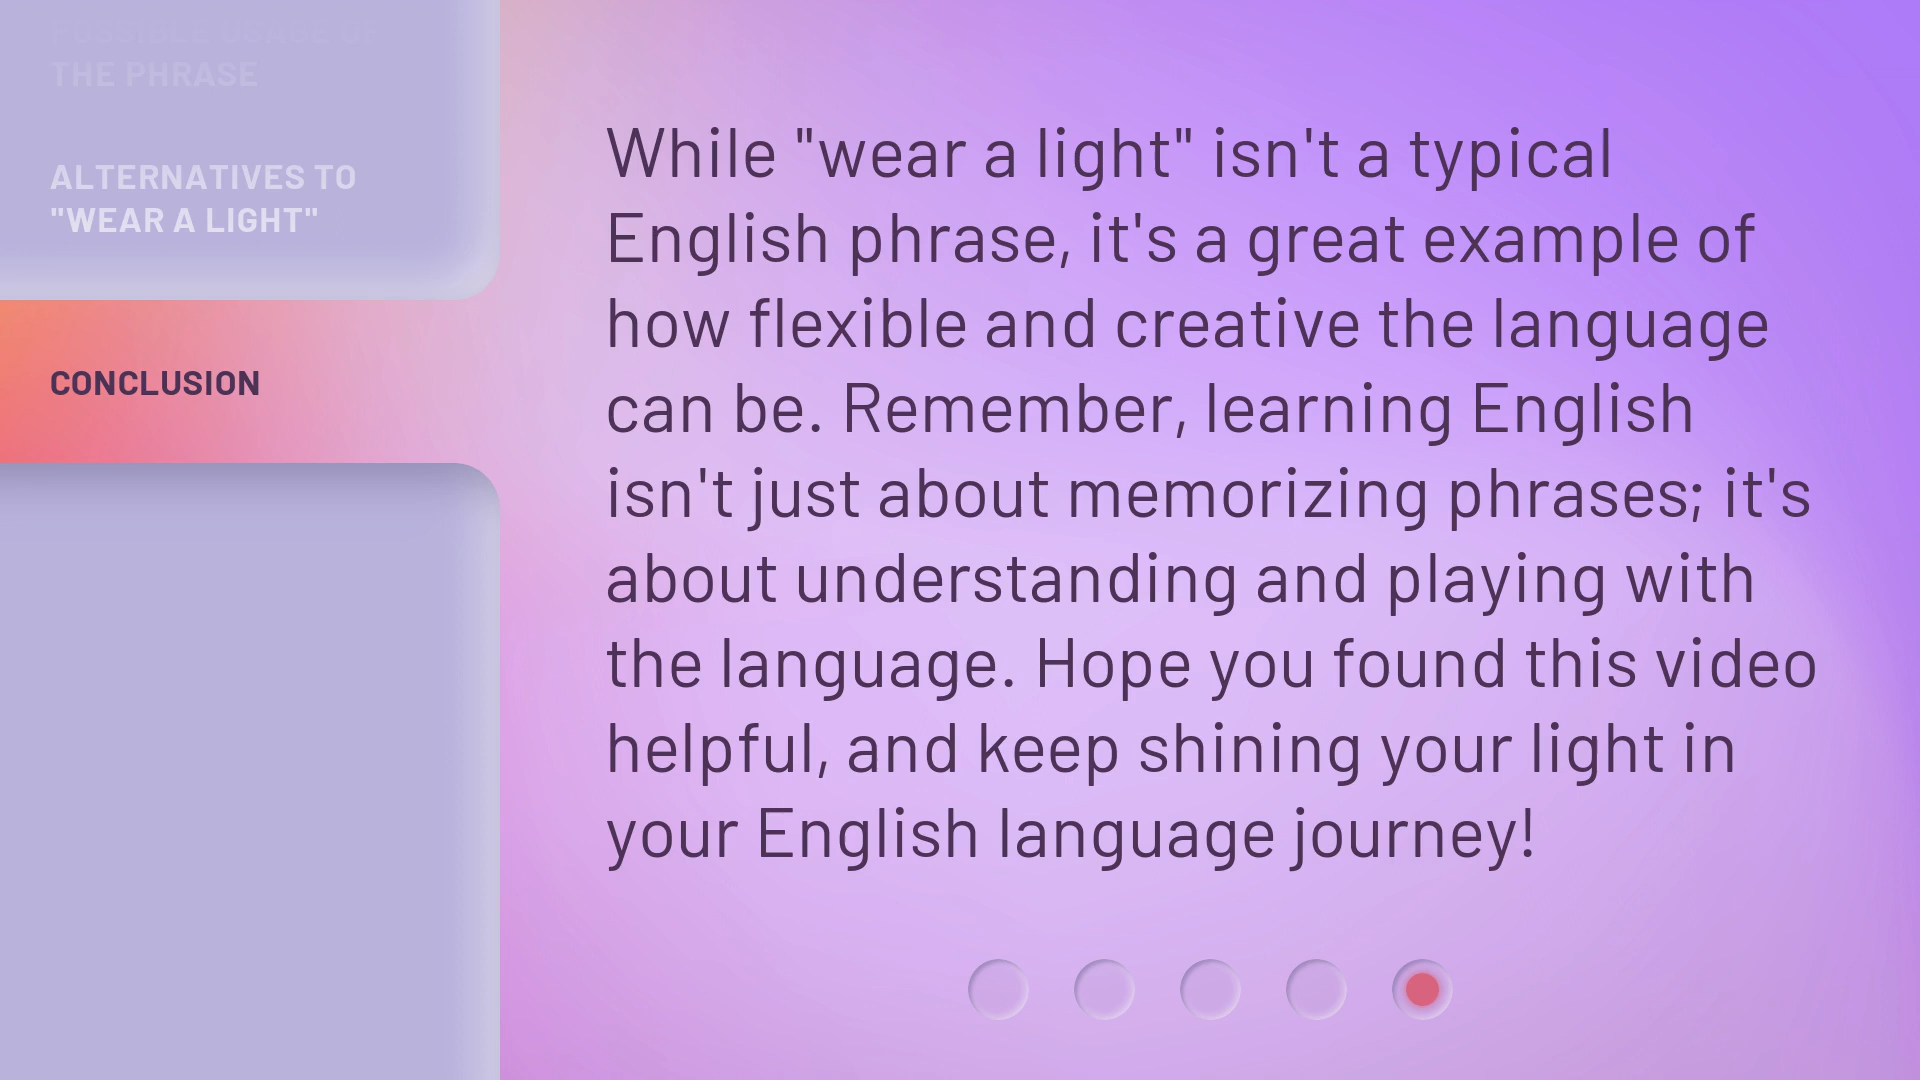 POSSIBLE USAGE OF
THE PHRASE
ALTERNATIVES TO
"WEAR A LIGHT"
CONCLUSION
While "wear a light" isn't a typical
English phrase, it's a great example of
how flexible and creative the language
can be. Remember, learning English
isn't just about memorizing phrases; it's
about understanding and playing with
the language. Hope you found this video
helpful, and keep shining your light in
your English language journey!